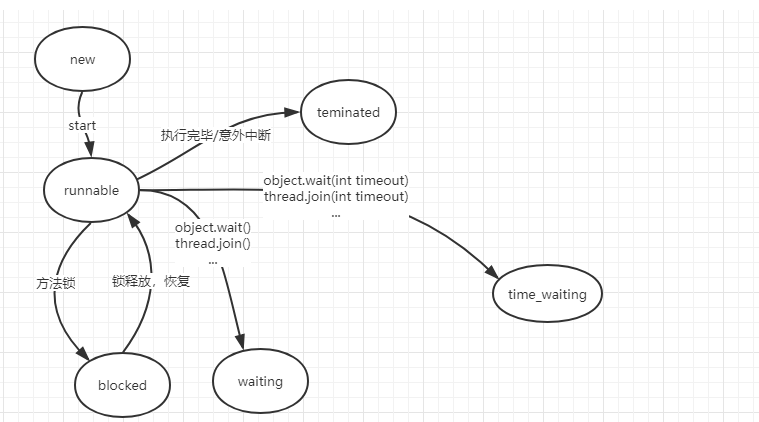 new
start
teminated
执行完毕/意外中断
runnable
object.wait(int timeout)
thread.join(int timeout)
...
object.wait()
thread.join()
...
方法锁
锁释放，恢复
time_waiting
blocked
waiting